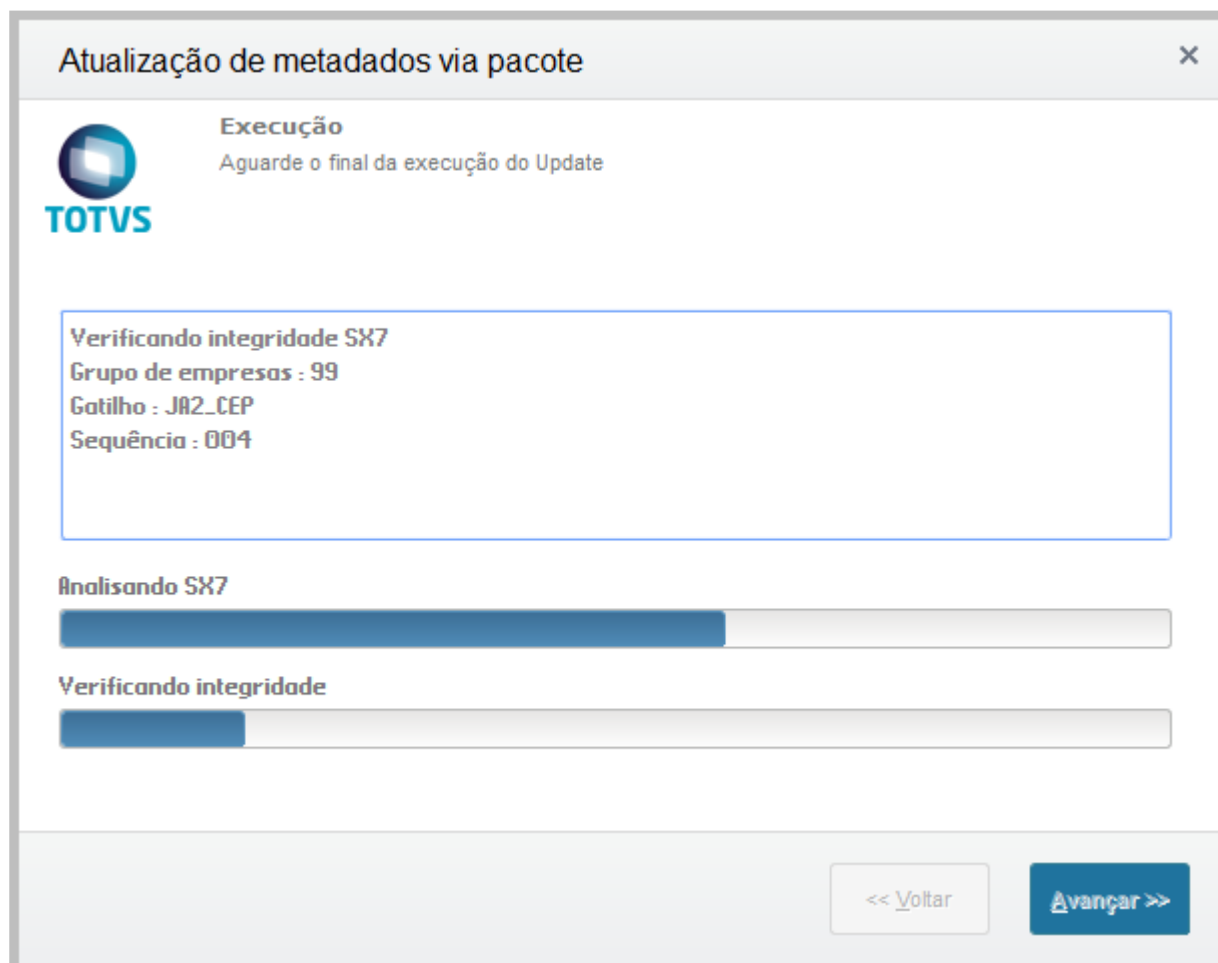 Atualização de metadados via pacote
×
Execução
Aguarde o final da execução do Update
TOTVS
Verificando integridade SX7
Grupo de empresas : 99
Gatilho : JA2_CEP
Sequência : 004
Analisando SX7
Verificando integridade
<< Voltar
Avançar >>